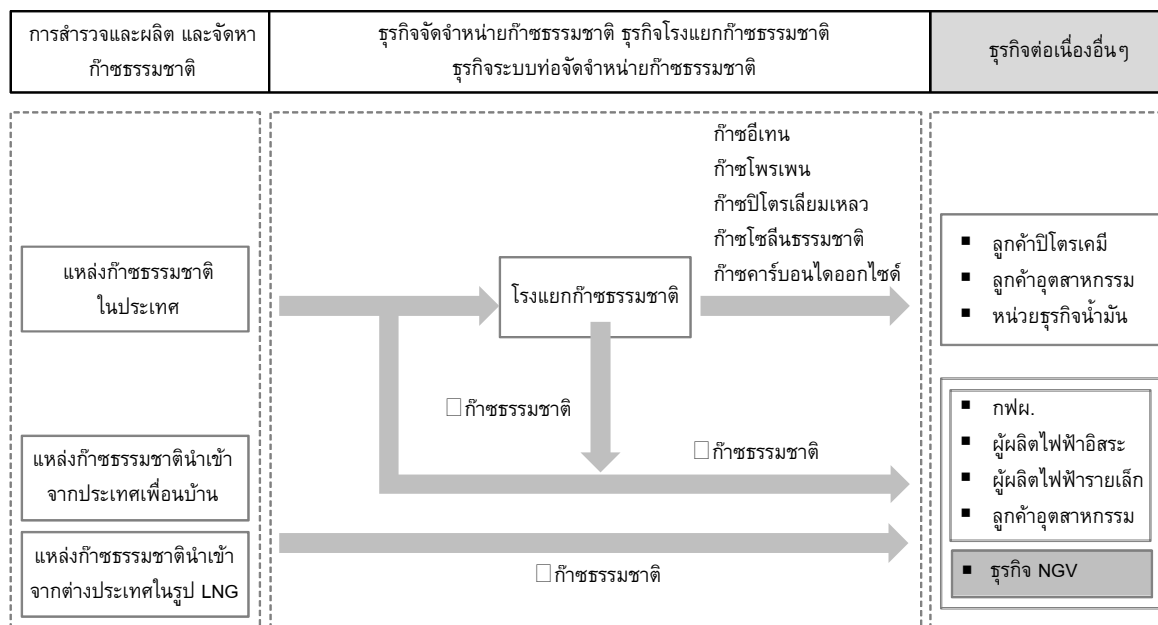 การสำรวจและผลิต และจัดหา
ก๊าซธรรมชาติ
ธุรกิจจัดจำหน่ายก๊าซธรรมชาติ ธุรกิจโรงแยกก๊าซธรรมชาติ
ธุรกิจระบบท่อจัดจำหน่ายก๊าซธรรมชาติ
ธุรกิจต่อเนื่องอื่นๆ
แหล่งก๊าซธรรมชาติ
ในประเทศ
แหล่งก๊าซธรรมชาตินำเข้า
จากประเทศเพื่อนบ้าน
แหล่งก๊าซธรรมชาตินำเข้า
จากต่างประเทศในรูป LNG
ก๊าซอีเทน
ก๊าซโพรเพน
ก๊าซปิโตรเลียมเหลว
ก๊าซโซลีนธรรมชาติ
ก๊าซคาร์บอนไดออกไซด์
โรงแยกก๊าซธรรมชาติ
ก๊าซธรรมชาติ
ก๊าซธรรมชาติ
ก๊าซธรรมชาติ
▪ ลูกค้าปิโตรเคมี
▪ ลูกค้าอุตสาหกรรม
▪ หน่วยธุรกิจน้ำมัน
▪ กฟผ.
▪ ผู้ผลิตไฟฟ้าอิสระ
▪ ผู้ผลิตไฟฟ้ารายเล็ก
▪ ลูกค้าอุตสาหกรรม
▪ ธุรกิจ NGV